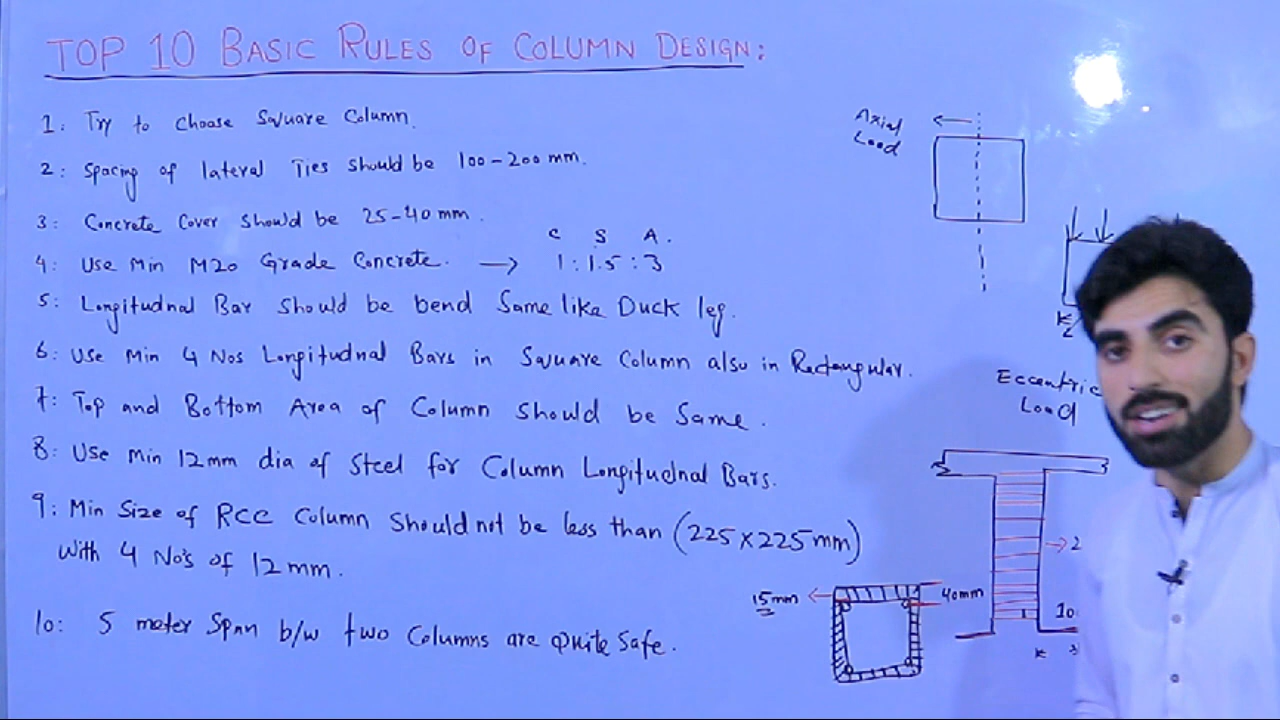 TOP 10 BASIC RULES OF COLUMN DESIGN:
1: Try to Choose Square Column.
2: Spacing of lateral Ties should be 100-200 mm.
3: Concrete Cover should be 25-40 mm.
C S A.
4: Use Min M20 Grade Concrete. → 1:1.5:3
5: Longitudnal Bar should be bend Same like Duck leg.
6: Use Min 4 Nos Longitudnal Bars in Square Column also in Rectangular.
7: Top and Bottom Area of Column should be Same.
8: Use Min 12mm dia of Steel for Column Longitudnal Bars.
9: Min Size of RCC Column should not be less than (225x225mm)
with 4 No's of 12 mm.
10: 5 meter Span b/w two Columns are quite Safe.
Axial
Load
Eccentric
Load
2
10
15mm
40mm